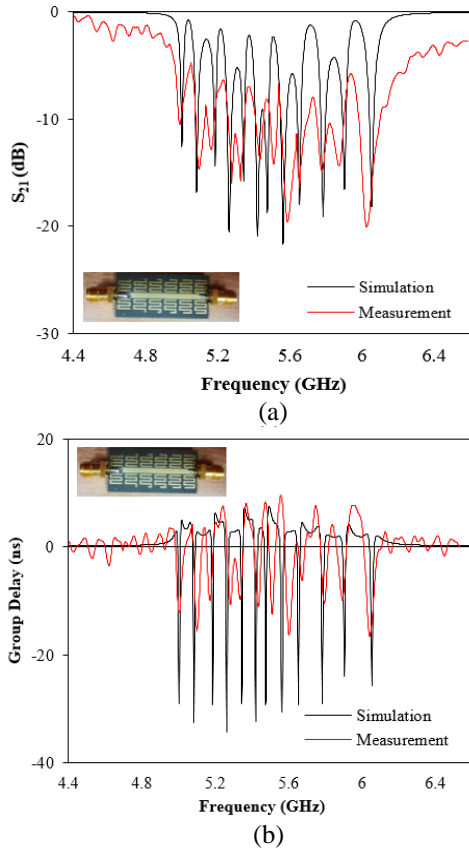 0
-10
-20
-30
S21 (dB)
Simulation
Measurement
4.4 4.8 5.2 5.6 6 6.4
Frequency (GHz)
(a)
20
0
-20
-40
Group Delay (ns)
Simulation
Measurement
4.4 4.8 5.2 5.6 6 6.4
Frequency (GHz)
(b)